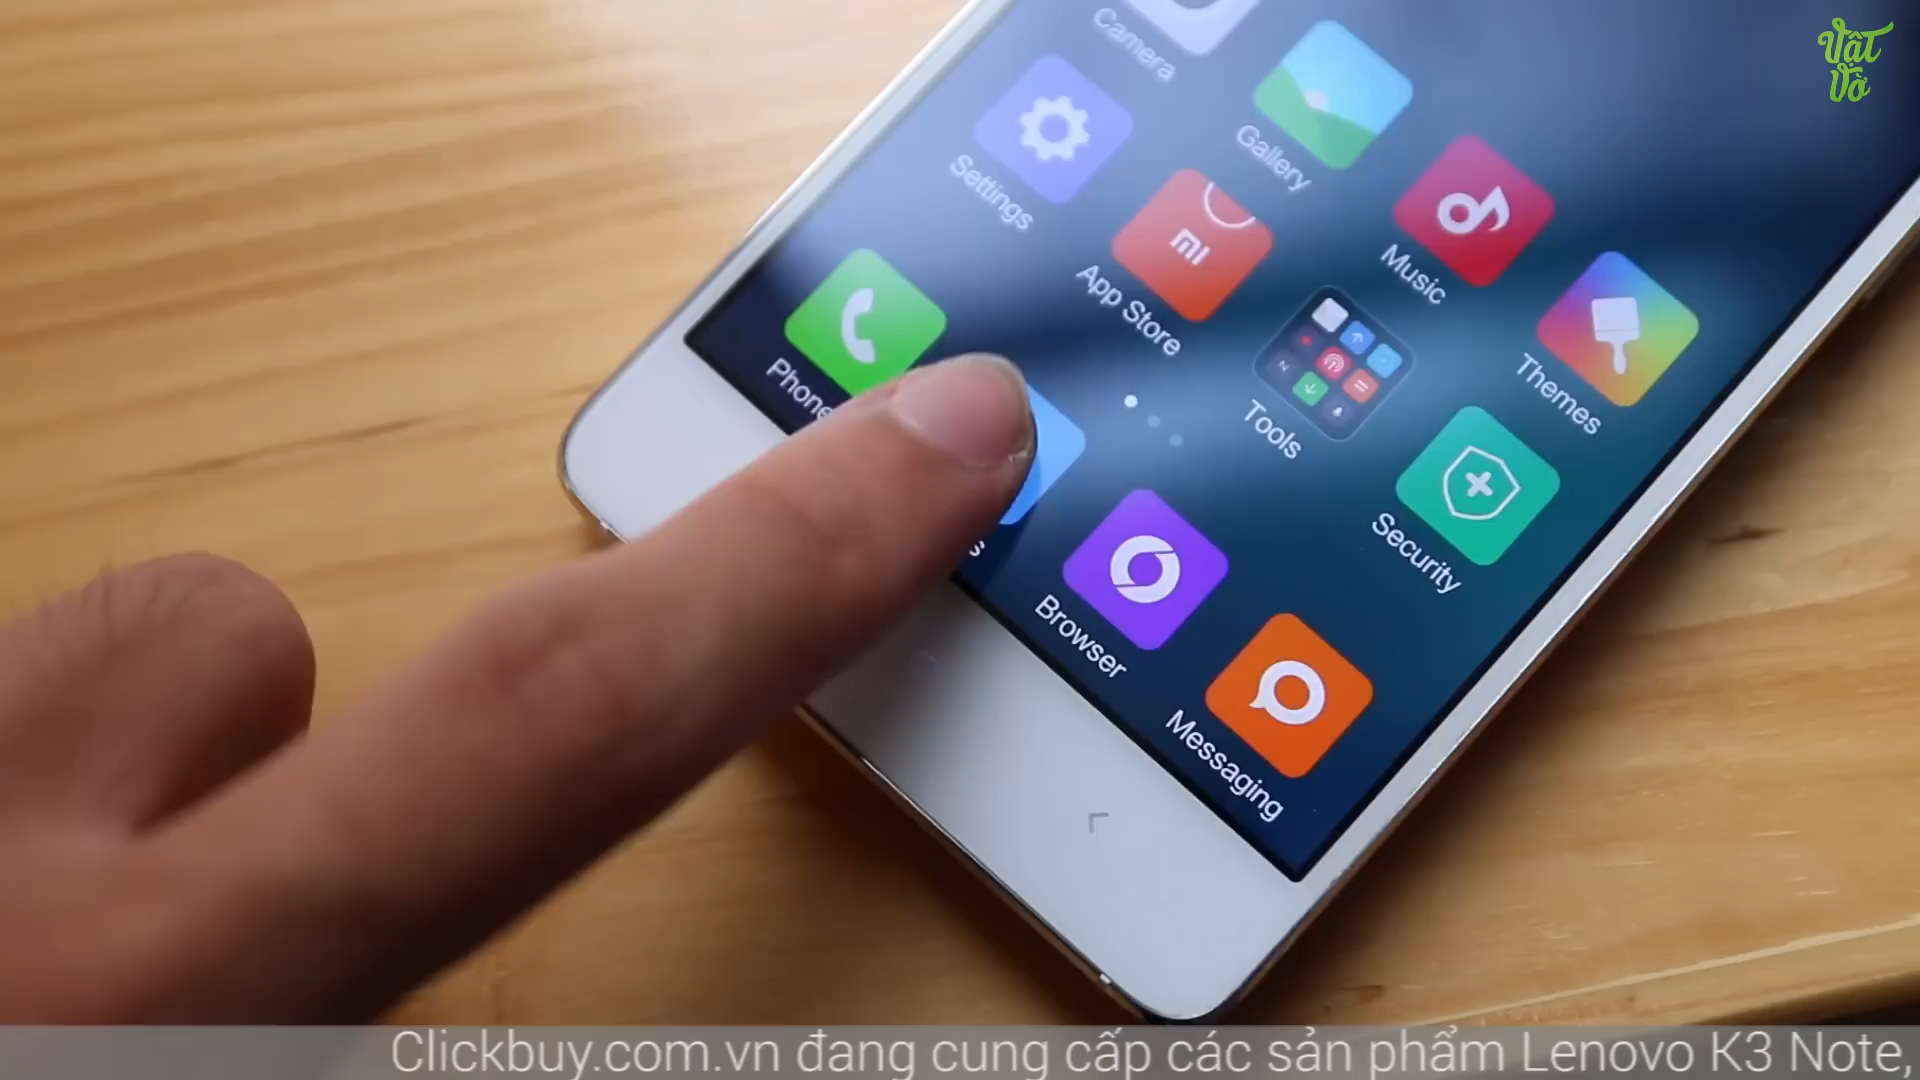 Vật
Vờ
Camera
Gallery
Settings
Music
mi
App Store
Themes
Phone
Tools
Security
s
Browser
Messaging
Clickbuy.com.vn đang cung cấp các sản phẩm Lenovo K3 Note,